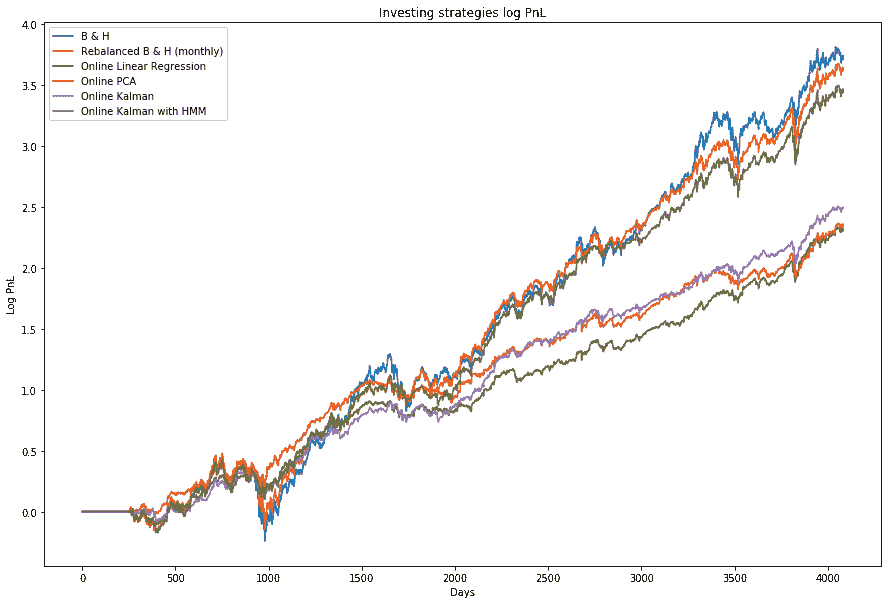 Investing strategies log PnL
B & H
Rebalanced B & H (monthly)
Online Linear Regression
Online PCA
Online Kalman
Online Kalman with HMM
Log PnL
4.0
3.5
3.0
2.5
2.0
1.5
1.0
0.5
0.0
0 500 1000 1500 2000 2500 3000 3500 4000
Days